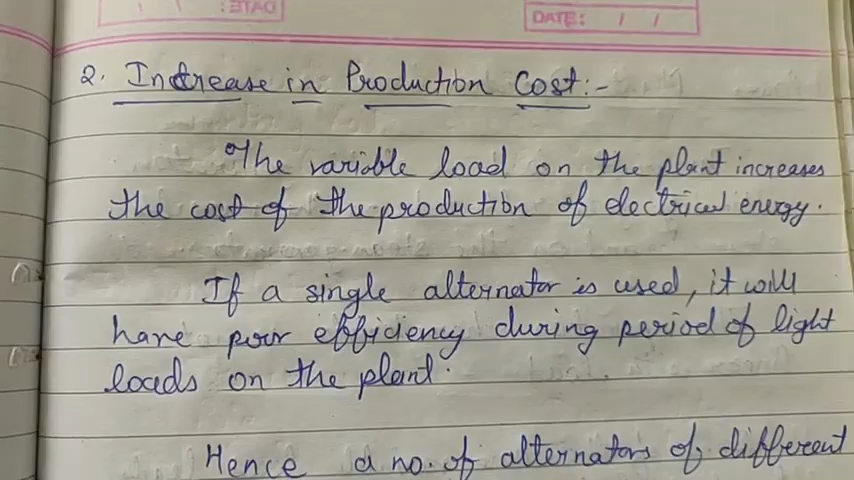 DATE: / /
2. Increase in Production Cost:-
The variable load on the plant increases
the cost of the production of electrical energy.
If a single alternator is used, it will
have poor efficiency during period of light
loads on the plant.
Hence a no. of alternators of different